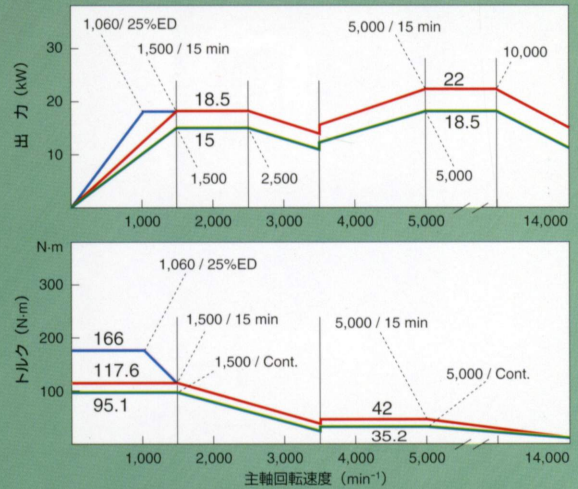 1,060/ 25%ED
1,500 / 15 min
5,000 / 15 min
10,000
30
20
10
出 力 (kW)
18.5
15
22
18.5
1,500
2,500
5,000
1,000
2,000
3,000
4,000
5,000
14,000
N·m
300
200
100
トルク (N·m)
1,060 / 25%ED
1,500 / 15 min
1,500 / Cont.
5,000 / 15 min
5,000 / Cont.
166
117.6
95.1
42
35.2
1,000
2,000
3,000
4,000
5,000
14,000
主軸回転速度 (min⁻¹)